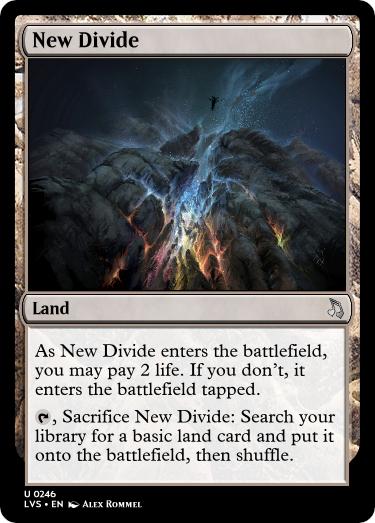 New Divide
Land
As New Divide enters the battlefield,
you may pay 2 life. If you don't, it
enters the battlefield tapped.
, Sacrifice New Divide: Search your
library for a basic land card and put it
onto the battlefield, then shuffle.
U 0246
LVS • EN Alex Rommel